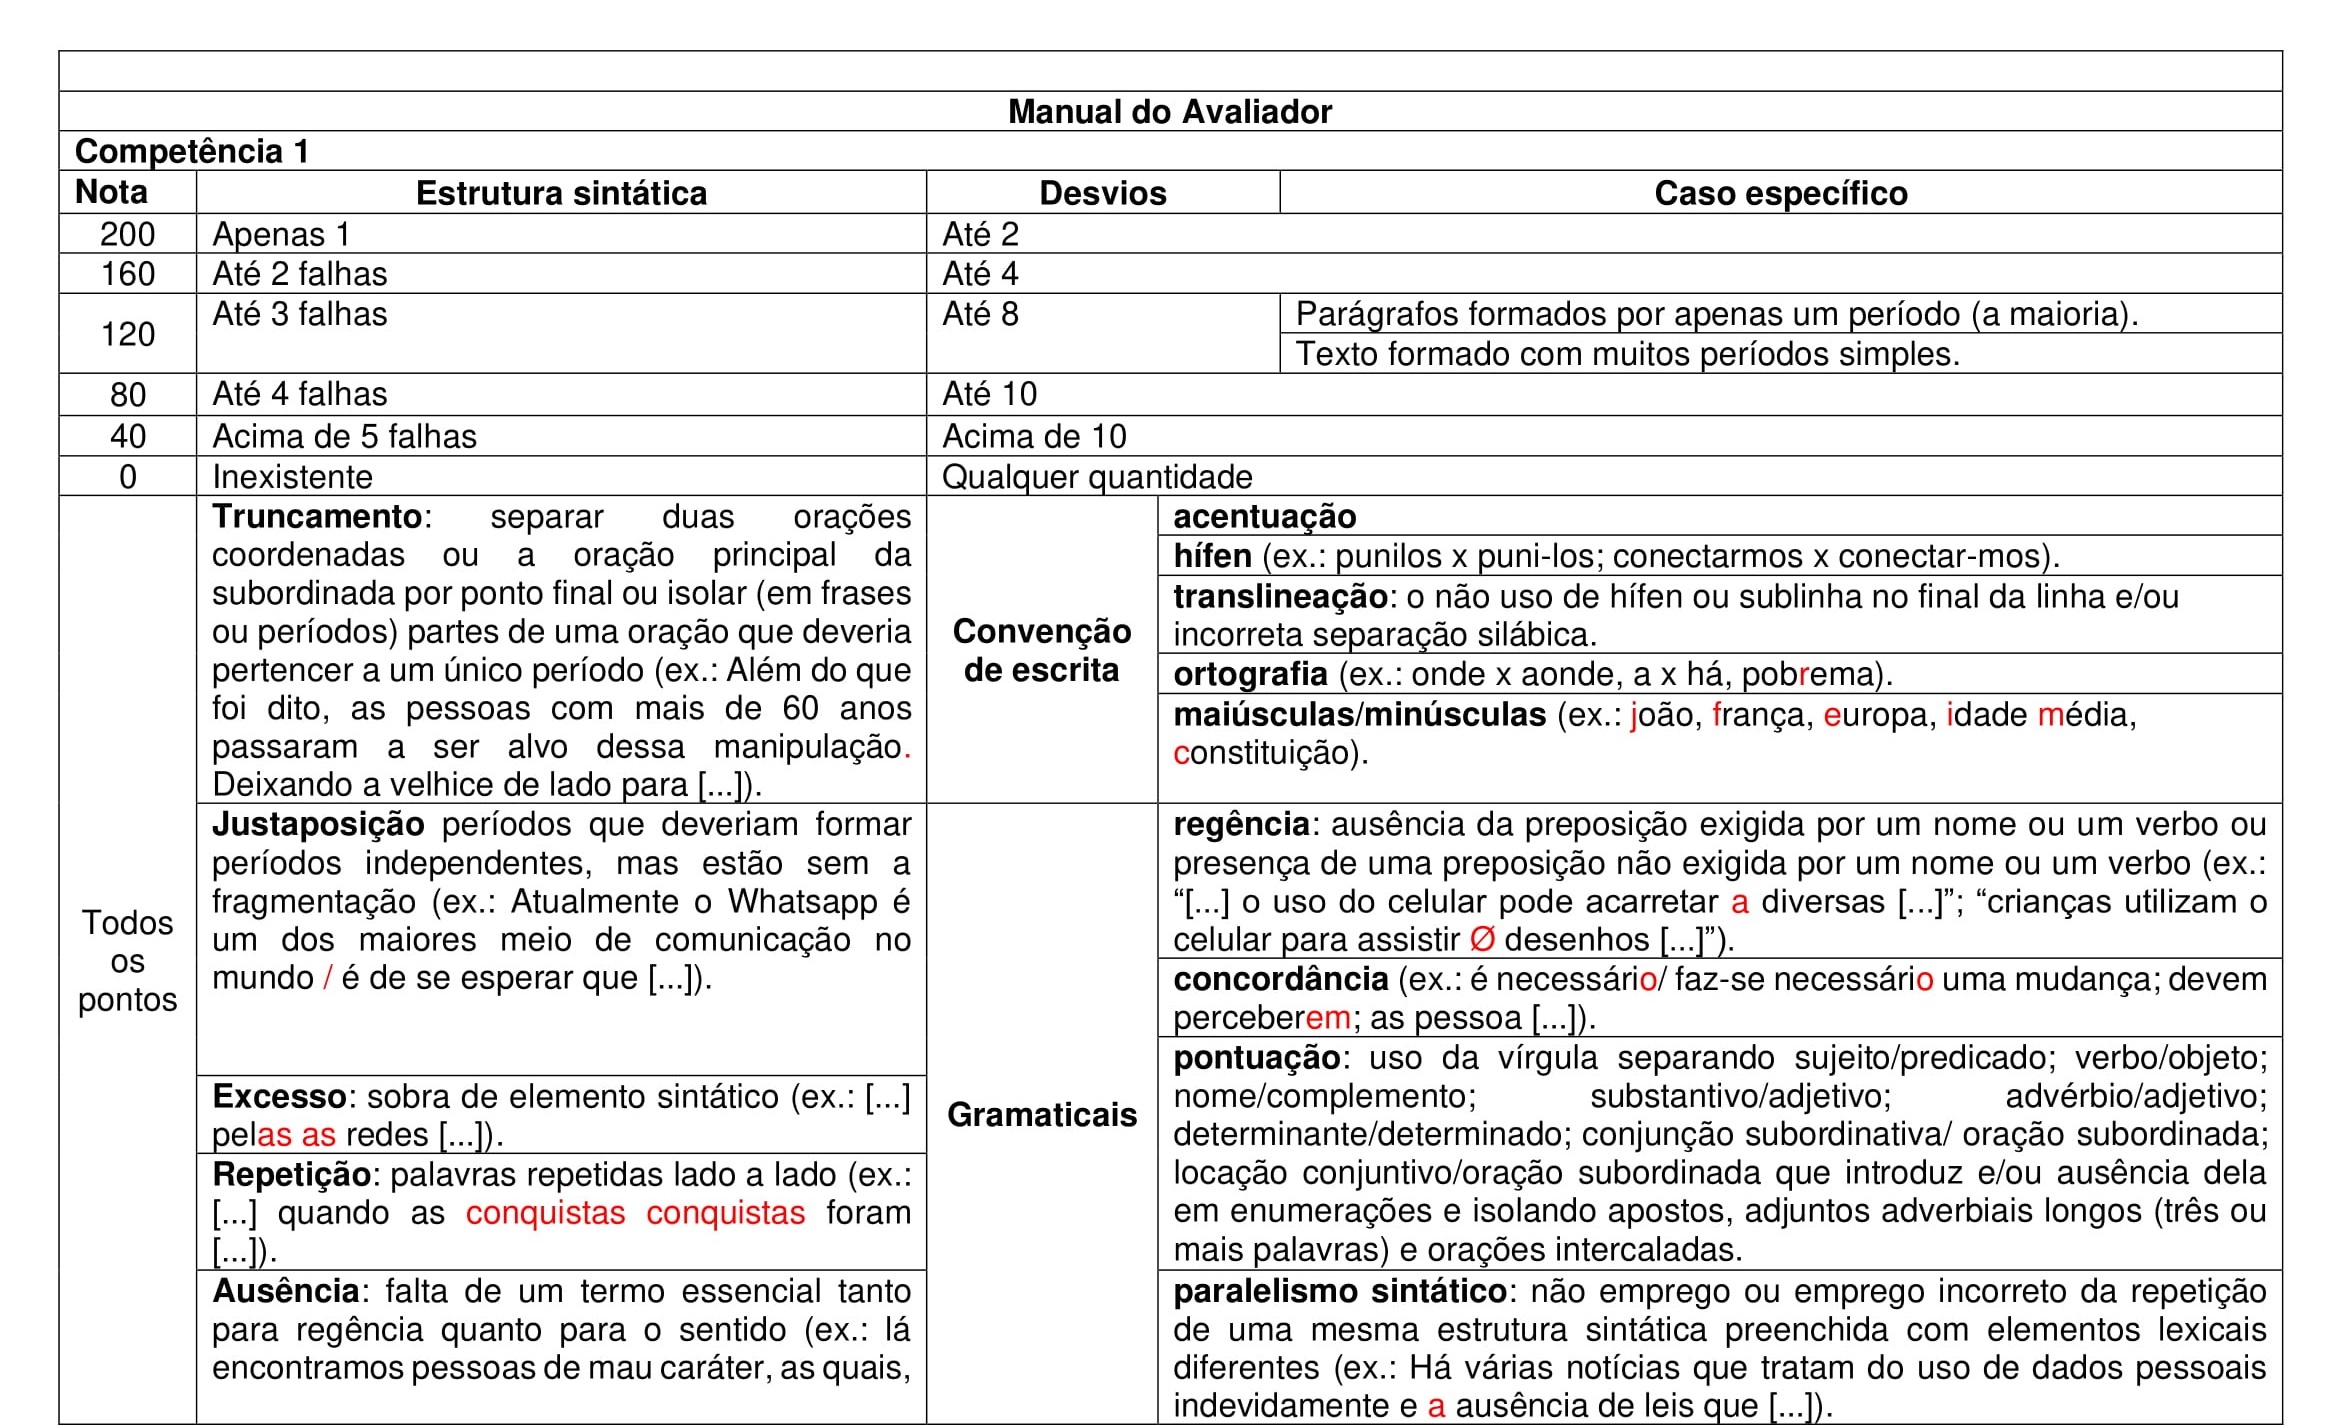 Manual do Avaliador
Competência 1
Nota Estrutura sintática Desvios Caso específico
200 Apenas 1 Até 2
160 Até 2 falhas Até 4
120 Até 3 falhas Até 8 Parágrafos formados por apenas um período (a maioria).
Texto formado com muitos períodos simples.
80 Até 4 falhas Até 10
40 Acima de 5 falhas Acima de 10
0 Inexistente Qualquer quantidade
Todos
os
pontos
Truncamento: separar duas orações
coordenadas ou a oração principal da
subordinada por ponto final ou isolar (em frases
ou períodos) partes de uma oração que deveria
pertencer a um único período (ex.: Além do que
foi dito, as pessoas com mais de 60 anos
passaram a ser alvo dessa manipulação.
Deixando a velhice de lado para [...]).
Convenção
de escrita
acentuação
hífen (ex.: punilos x puni-los; conectarmos x conectar-mos).
translineação: o não uso de hífen ou sublinha no final da linha e/ou
incorreta separação silábica.
ortografia (ex.: onde x aonde, a x há, pobrema).
maiúsculas/minúsculas (ex.: joão, frança, europa, idade média,
constituição).
Justaposição períodos que deveriam formar
períodos independentes, mas estão sem a
fragmentação (ex.: Atualmente o Whatsapp é
um dos maiores meio de comunicação no
mundo / é de se esperar que [...]).
Excesso: sobra de elemento sintático (ex.: [...]
pelas as redes [...]).
Repetição: palavras repetidas lado a lado (ex.:
[...] quando as conquistas conquistas foram
[...]).
Ausência: falta de um termo essencial tanto
para regência quanto para o sentido (ex.: lá
encontramos pessoas de mau caráter, as quais,
Gramaticais
regência: ausência da preposição exigida por um nome ou um verbo ou
presença de uma preposição não exigida por um nome ou um verbo (ex.:
“[...] o uso do celular pode acarretar a diversas [...]”; “crianças utilizam o
celular para assistir Ø desenhos [...]”).
concordância (ex.: é necessário/ faz-se necessário uma mudança; devem
perceberem; as pessoa [...]).
pontuação: uso da vírgula separando sujeito/predicado; verbo/objeto;
nome/complemento; substantivo/adjetivo; advérbio/adjetivo;
determinante/determinado; conjunção subordinativa/ oração subordinada;
locação conjuntivo/oração subordinada que introduz e/ou ausência dela
em enumerações e isolando apostos, adjuntos adverbiais longos (três ou
mais palavras) e orações intercaladas.
paralelismo sintático: não emprego ou emprego incorreto da repetição
de uma mesma estrutura sintática preenchida com elementos lexicais
diferentes (ex.: Há várias notícias que tratam do uso de dados pessoais
indevidamente e a ausência de leis que [...]).